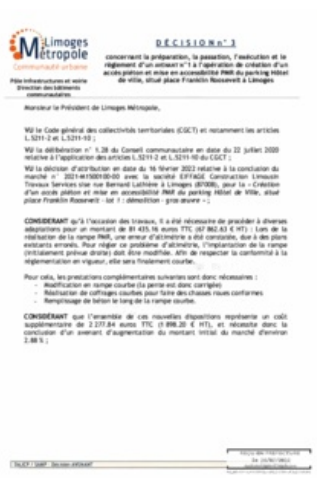 Limoges
Métropole
Communauté urbaine
Pôle Infrastructures et voirie
Direction des bâtiments
communautaires
D É C I S I O N n° 3
concernant la préparation, la passation, l'exécution et le
règlement d'un avenant n°1 à l'opération de création d'un
accès piéton et mise en accessibilité PMR du parking Hôtel
de ville, situé place Franklin Roosevelt à Limoges
Monsieur le Président de Limoges Métropole,
VU le Code général des collectivités territoriales (CGCT) et notamment les articles
L.5211-2 et L.5211-10 ;
VU la délibération n° 1.28 du Conseil communautaire du 22 juillet 2020
relative à l'application des articles L.5211-2 et L.5211-10 du CGCT ;
VU la décision d'attribution en date du 16 février 2022 relative à la conclusion du
marché n° 2021-M1500100-00 avec la société EIFFAGE Construction Limousin
Travaux Services sise rue Bernard Lathière à Limoges (87008), pour la « Création
d'un accès piéton et mise en accessibilité PMR du parking Hôtel de Ville, situé
place Franklin Roosevelt - lot 1 : démolition - gros œuvre » ;
CONSIDÉRANT qu'à l'occasion des travaux, il a été nécessaire de procéder à diverses
adaptations pour un montant de 81 435.16 euros TTC (67 862.63 € HT) : Lors de la
réalisation de la rampe PMR, une erreur d'altimétrie a été constatée, due à des plans
existants erronés. Pour régler ce problème d'altimétrie, l'implantation de la rampe
(initialement prévue droite) doit être modifiée. Afin de respecter la conformité à la
réglementation en vigueur, elle sera finalement courbe.
Pour cela, les prestations complémentaires suivantes sont donc nécessaires :
- Modification en rampe courbe (la pente est donc corrigée)
- Réalisation de coffrages courbes pour faire des chasses roues conformes
- Remplissage de béton le long de la rampe courbe.
CONSIDÉRANT que l'ensemble de ces nouvelles dispositions représente un coût
supplémentaire de 2 277.84 euros TTC (1 898.20 € HT), et nécessite donc la
conclusion d'un avenant d'augmentation du montant initial du marché d'environ
2.88 % ;